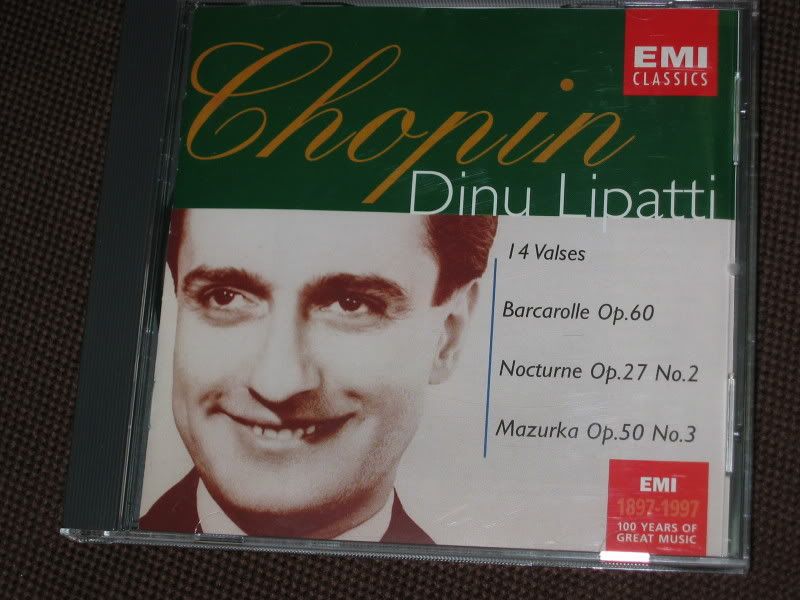 Chopin
EMI
CLASSICS
Dinu Lipatti
14 Valses
Barcarolle Op.60
Nocturne Op.27 No.2
Mazurka Op.50 No.3
EMI
1897-1997
100 YEARS OF
GREAT MUSIC